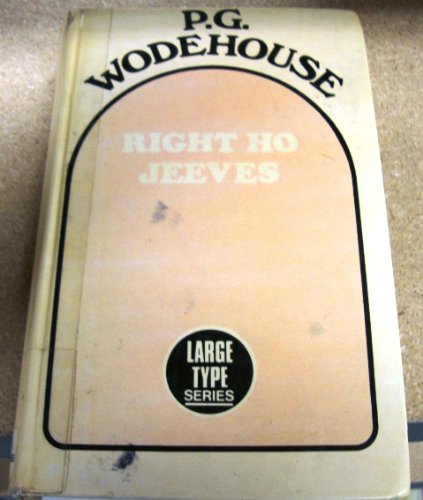 P.G.
WODEHOUSE
RIGHT HO
JEEVES
LARGE
TYPE
SERIES